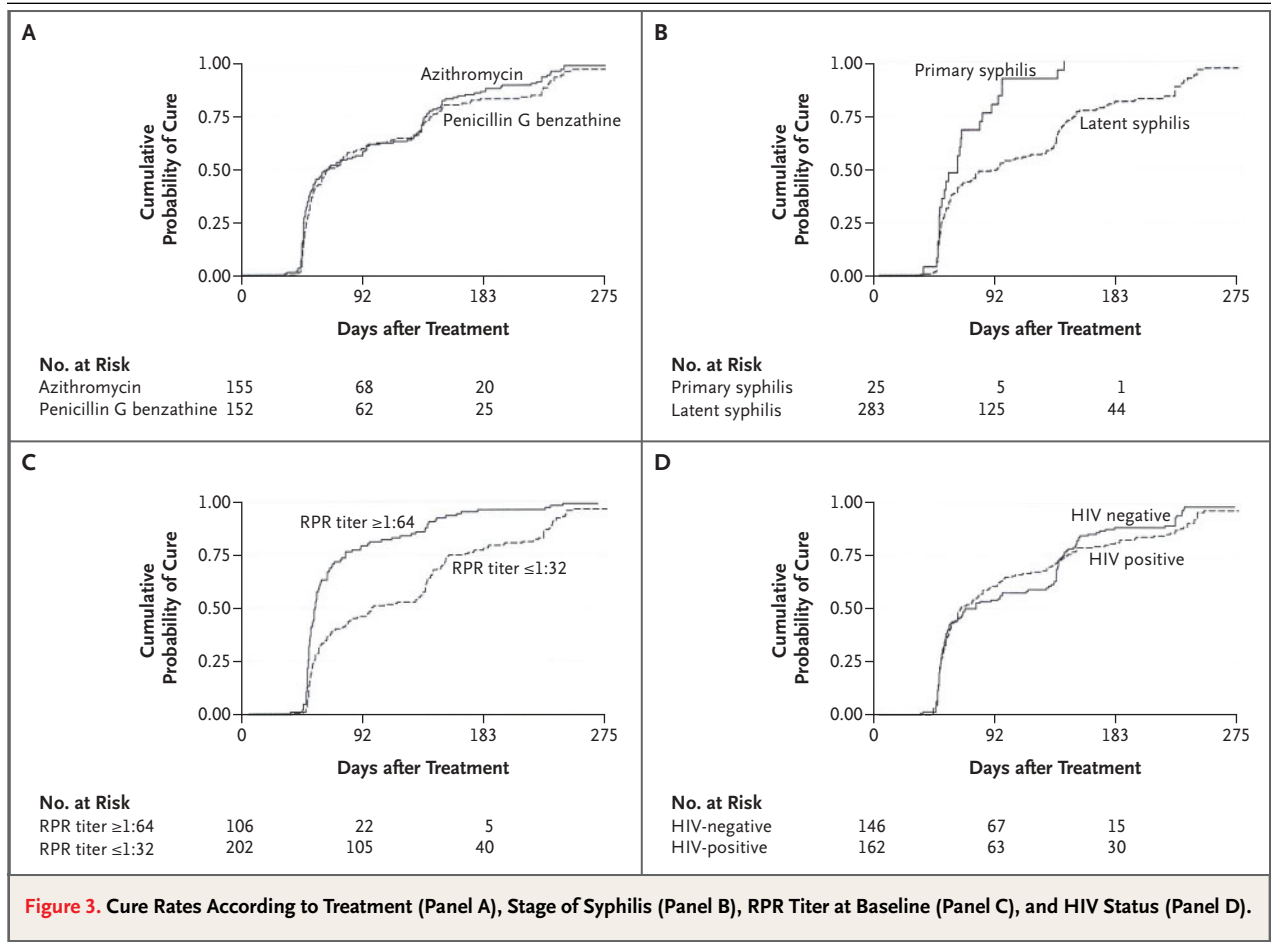 A
Cumulative
Probability of Cure
1.00
0.75
0.50
0.25
0.00
Azithromycin
Penicillin G benzathine
0 92 183 275
Days after Treatment
No. at Risk
Azithromycin 155 68 20
Penicillin G benzathine 152 62 25
B
Cumulative
Probability of Cure
1.00
0.75
0.50
0.25
0.00
Primary syphilis
Latent syphilis
0 92 183 275
Days after Treatment
No. at Risk
Primary syphilis 25 5 1
Latent syphilis 283 125 44
C
Cumulative
Probability of Cure
1.00
0.75
0.50
0.25
0.00
RPR titer ≥1:64
RPR titer ≤1:32
0 92 183 275
Days after Treatment
No. at Risk
RPR titer ≥1:64 106 22 5
RPR titer ≤1:32 202 105 40
D
Cumulative
Probability of Cure
1.00
0.75
0.50
0.25
0.00
HIV negative
HIV positive
0 92 183 275
Days after Treatment
No. at Risk
HIV-negative 146 67 15
HIV-positive 162 63 30
Figure 3. Cure Rates According to Treatment (Panel A), Stage of Syphilis (Panel B), RPR Titer at Baseline (Panel C), and HIV Status (Panel D).